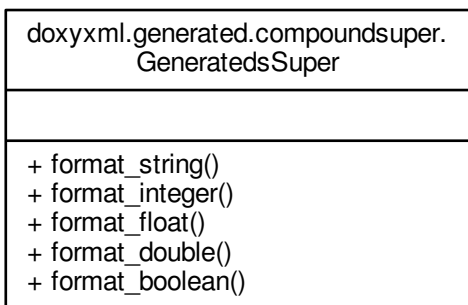 doxyxml.generated.compoundsuper.
GeneratedsSuper
+ format_string()
+ format_integer()
+ format_float()
+ format_double()
+ format_boolean()